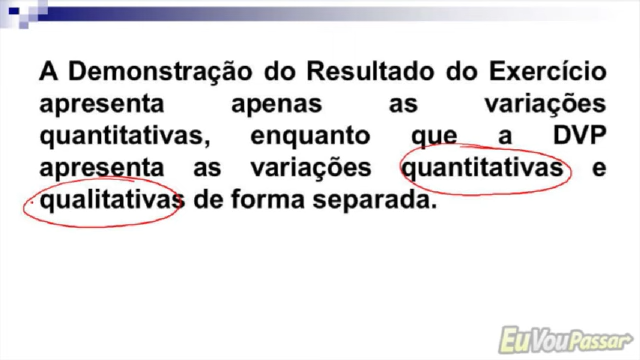 A Demonstração do Resultado do Exercício
apresenta apenas as variações
quantitativas, enquanto que a DVP
apresenta as variações quantitativas e
qualitativas de forma separada.
EuVouPassar